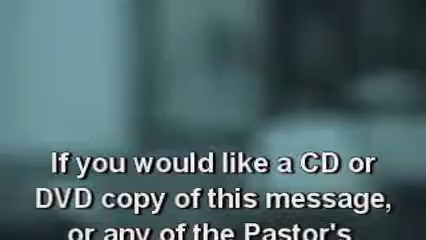 If you would like a CD or
DVD copy of this message,
or any of the Pastor's